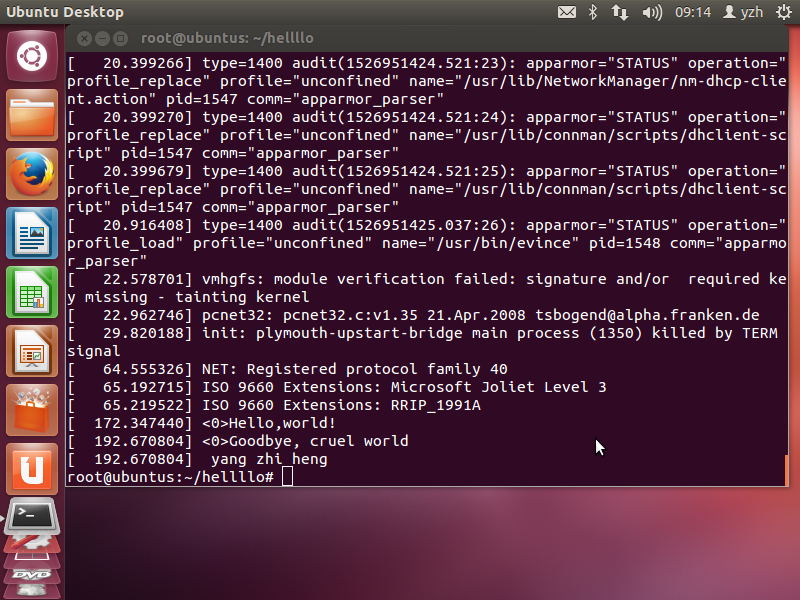 Ubuntu Desktop
09:14
yzh
root@ubuntus: ~/hellllo
[   20.399266] type=1400 audit(1526951424.521:23): apparmor="STATUS" operation="
profile_replace" profile="unconfined" name="/usr/lib/NetworkManager/nm-dhcp-clie
nt.action" pid=1547 comm="apparmor_parser"
[   20.399270] type=1400 audit(1526951424.521:24): apparmor="STATUS" operation="
profile_replace" profile="unconfined" name="/usr/lib/connman/scripts/dhclient-sc
ript" pid=1547 comm="apparmor_parser"
[   20.399679] type=1400 audit(1526951424.521:25): apparmor="STATUS" operation="
profile_replace" profile="unconfined" name="/usr/lib/connman/scripts/dhclient-sc
ript" pid=1547 comm="apparmor_parser"
[   20.916408] type=1400 audit(1526951425.037:26): apparmor="STATUS" operation="
profile_load" profile="unconfined" name="/usr/bin/evince" pid=1548 comm="apparmo
r_parser"
[   22.578701] vmhgfs: module verification failed: signature and/or  required ke
y missing - tainting kernel
[   22.962746] pcnet32: pcnet32.c:v1.35 21.Apr.2008 tsbogend@alpha.franken.de
[   29.820188] init: plymouth-upstart-bridge main process (1350) killed by TERM
signal
[   64.555326] NET: Registered protocol family 40
[   65.192715] ISO 9660 Extensions: Microsoft Joliet Level 3
[   65.219522] ISO 9660 Extensions: RRIP_1991A
[  172.347440] <0>Hello,world!
[  192.670804] <0>Goodbye, cruel world
[  192.670804]  yang zhi heng
root@ubuntus:~/hellllo#
DVD